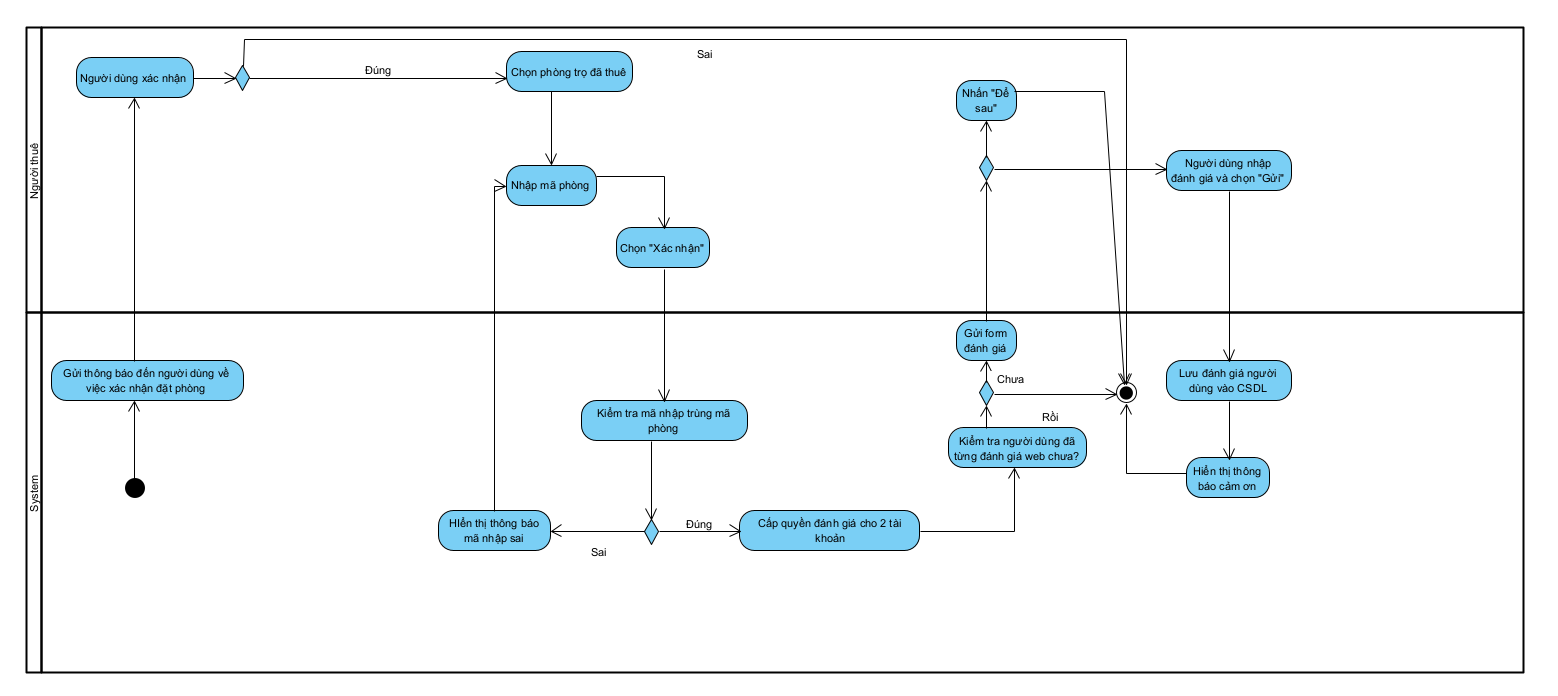 Người thuê
Người dùng xác nhận
Đúng
Sai
Chọn phòng trọ đã thuê
Nhập mã phòng
Chọn "Xác nhận"
Nhấn "Để
sau"
Người dùng nhập
đánh giá và chọn "Gửi"
System
Gửi thông báo đến người dùng về
việc xác nhận đặt phòng
Kiểm tra mã nhập trùng mã
phòng
HIển thị thông báo
mã nhập sai
Sai
Đúng
Cấp quyền đánh giá cho 2 tài
khoản
Gửi form
đánh giá
Chưa
Rồi
Kiểm tra người dùng đã
từng đánh giá web chưa?
Lưu đánh giá người
dùng vào CSDL
Hiển thị thông
báo cảm ơn